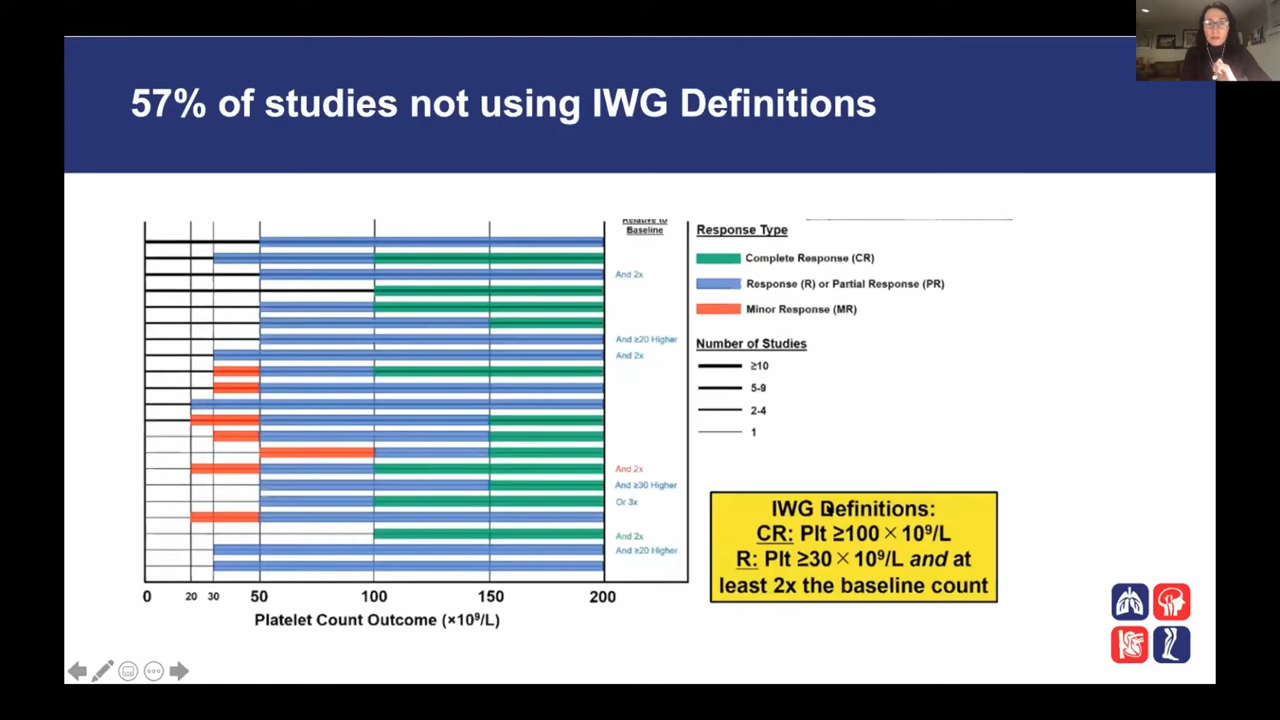 57% of studies not using IWG Definitions
Relative to
Baseline
And 2x
And ≥20 Higher
And 2x
And 2x
And ≥30 Higher
Or 3x
And 2x
And ≥20 Higher
0 20 30 50 100 150 200
Platelet Count Outcome (×10⁹/L)
Response Type
Complete Response (CR)
Response (R) or Partial Response (PR)
Minor Response (MR)
Number of Studies
≥10
5-9
2-4
1
IWG Definitions:
CR: Plt ≥100 × 10⁹/L
R: Plt ≥30 × 10⁹/L and at
least 2x the baseline count